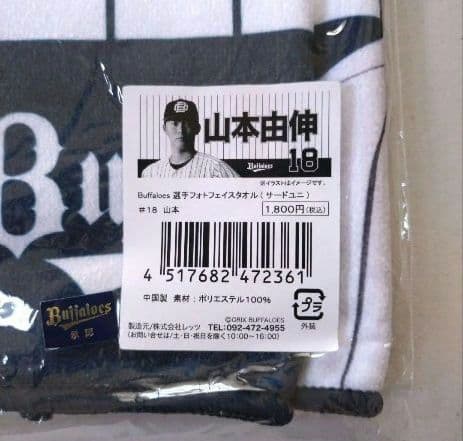 Buffaloes
山本由伸
Buffaloes 18
※イラストはイメージです。
Buffaloes 選手フォトフェイスタオル(サードユニ)
#18 山本
1,800円(税込)
4 517682 472361
中国製 素材:ポリエステル100%
プラ
外装
©ORIX BUFFALOES
製造元/株式会社レッツ TEL:092-472-4955
(お問い合せは/土・日・祝日を除く10:00~16:00)
Buffaloes
承認